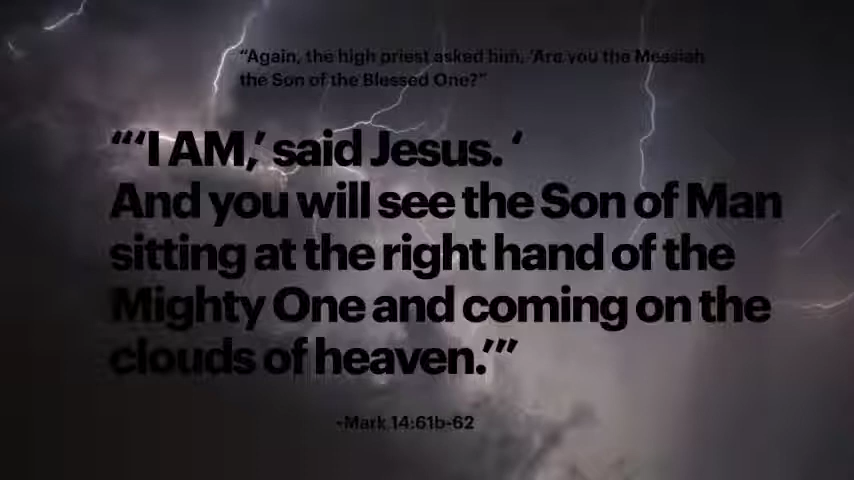 “Again, the high priest asked him, ‘Are you the Messiah
the Son of the Blessed One?”
“‘I AM,’ said Jesus. ‘
And you will see the Son of Man
sitting at the right hand of the
Mighty One and coming on the
clouds of heaven.’”
-Mark 14:61b-62